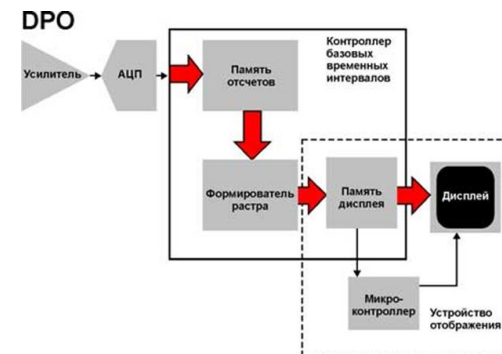 DPO
Усилитель
АЦП
Память
отсчетов
Контроллер
базовых
временных
интервалов
Формирователь
растра
Память
дисплея
Дисплей
Микро-
контроллер
Устройство
отображения